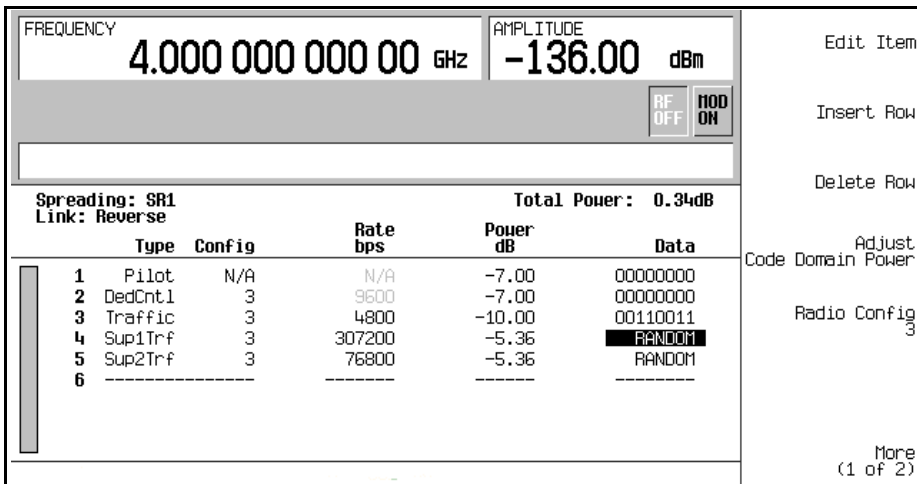 FREQUENCY
4.000 000 000 00 GHz
AMPLITUDE
-136.00 dBm
RF OFF
MOD ON
Spreading: SR1
Total Power: 0.34dB
Link: Reverse
Type Config Rate bps Power dB Data
1 Pilot N/A N/A -7.00 00000000
2 DedCntl 3 9600 -7.00 00000000
3 Traffic 3 4800 -10.00 00110011
4 Sup1Trf 3 307200 -5.36 RANDOM
5 Sup2Trf 3 76800 -5.36 RANDOM
6 --------------- ------- ------ --------
Edit Item
Insert Row
Delete Row
Adjust
Code Domain Power
Radio Config
3
More
(1 of 2)